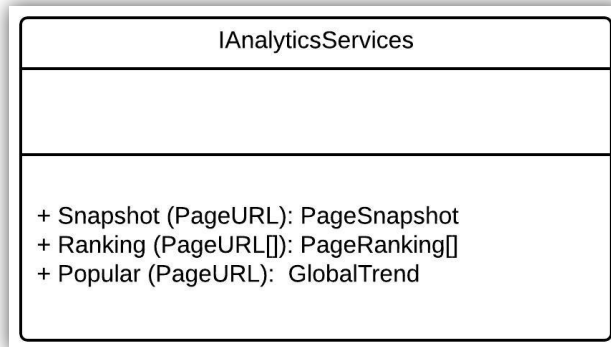 IAnalyticsServices
+ Snapshot (PageURL): PageSnapshot
+ Ranking (PageURL[]): PageRanking[]
+ Popular (PageURL):  GlobalTrend